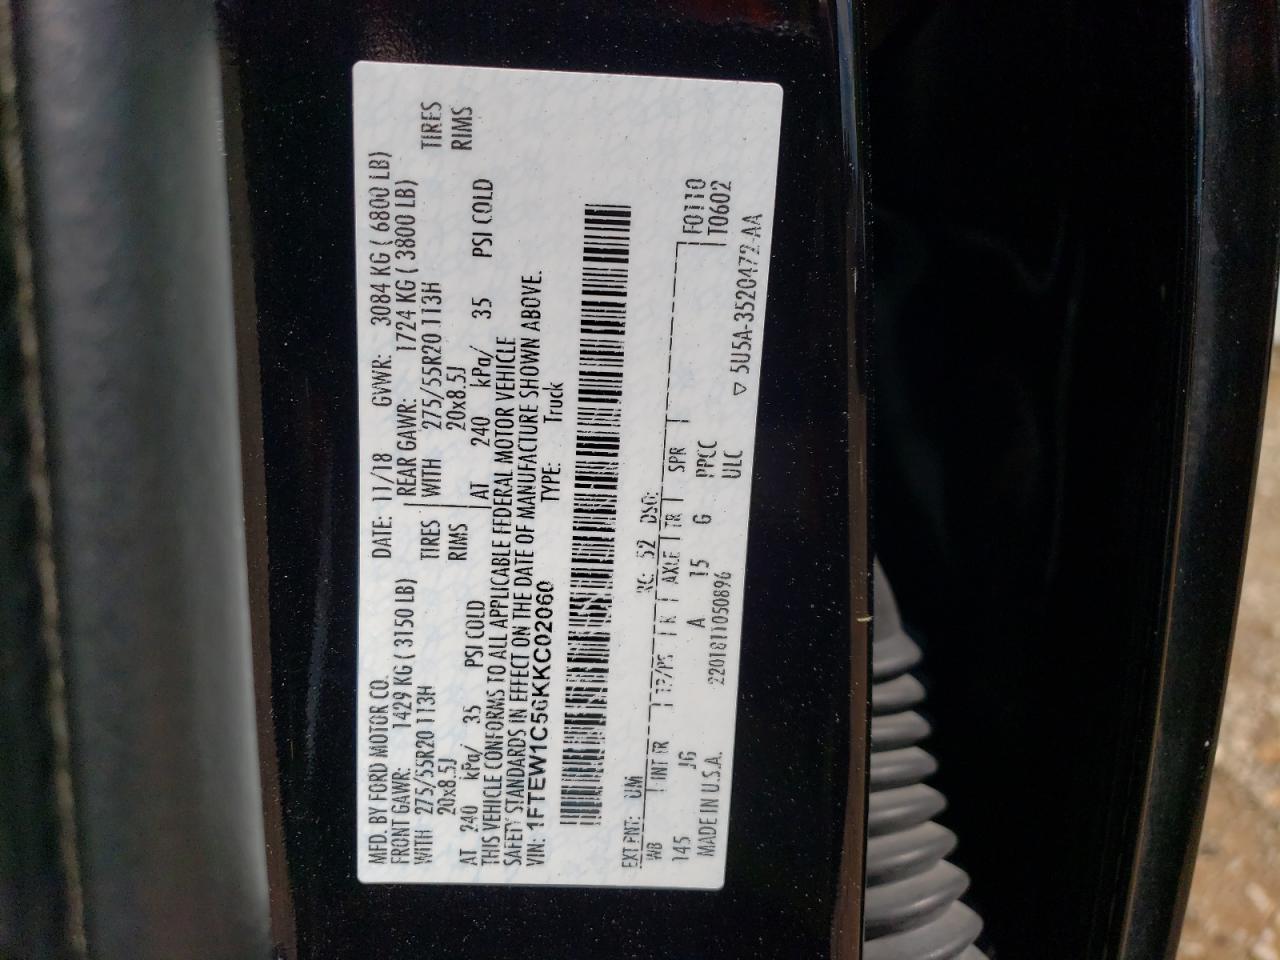 MFD. BY FORD MOTOR CO. DATE: 11/18 GVWR: 3084 KG ( 6800 LB)
FRONT GAWR: 1429 KG ( 3150 LB) REAR GAWR: 1724 KG ( 3800 LB)
WITH 275/55R20 113H TIRES WITH 275/55R20 113H TIRES
20x8.5J RIMS 20x8.5J RIMS
AT 240 kPa/ 35 PSI COLD AT 240 kPa/ 35 PSI COLD
THIS VEHICLE CONFORMS TO ALL APPLICABLE FEDERAL MOTOR VEHICLE
SAFETY STANDARDS IN EFFECT ON THE DATE OF MANUFACTURE SHOWN ABOVE.
VIN: 1FTEW1C5GKKC02060 TYPE: Truck
EXT PNT: UM RC: 52 DSO:
WB INT TR TP/PS R AXLE TR SPR F0110
145 JG A 15 G PPCC T0602
MADE IN U.S.A. 2201811050896 ULC
▽ 5U5A-3520472-AA